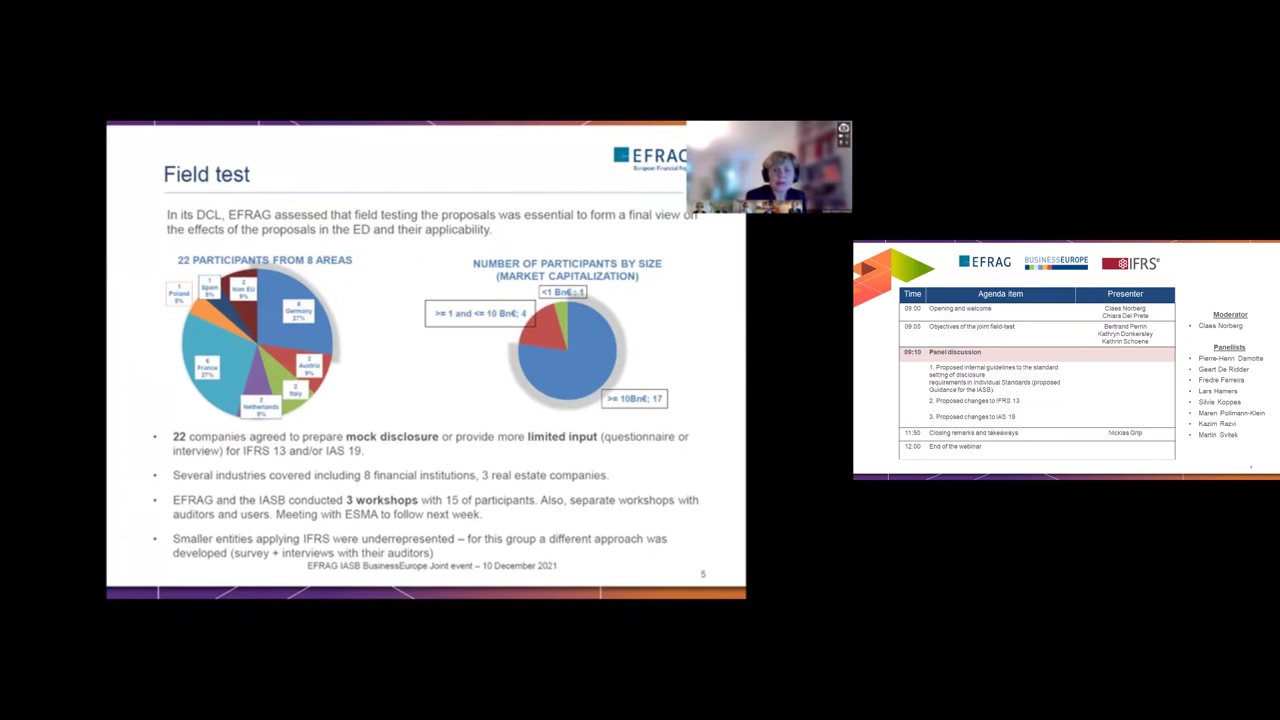 Field test
EFRAG
In its DCL, EFRAG assessed that field testing the proposals was essential to form a final view on
the effects of the proposals in the ED and their applicability.
22 PARTICIPANTS FROM 8 AREAS
1
Poland
5%
1
Spain
5%
2
Non EU
9%
6
Germany
27%
2
Austria
9%
2
Italy
2
Netherlands
9%
6
France
27%
NUMBER OF PARTICIPANTS BY SIZE
(MARKET CAPITALIZATION)
<1 Bn€ ; 1
>= 1 and <= 10 Bn€; 4
>= 10Bn€; 17
• 22 companies agreed to prepare mock disclosure or provide more limited input (questionnaire or
interview) for IFRS 13 and/or IAS 19.
• Several industries covered including 8 financial institutions, 3 real estate companies.
• EFRAG and the IASB conducted 3 workshops with 15 of participants. Also, separate workshops with
auditors and users. Meeting with ESMA to follow next week.
• Smaller entities applying IFRS were underrepresented – for this group a different approach was
developed (survey + interviews with their auditors)
EFRAG IASB BusinessEurope Joint event – 10 December 2021
5
EFRAG
BUSINESSEUROPE
IFRS®
Time Agenda item Presenter
09:00 Opening and welcome Claes Norberg
Chiara Del Prete
09:05 Objectives of the joint field-test Bertrand Perrin
Kathryn Donkersley
Kathrin Schoene
09:10 Panel discussion
1. Proposed internal guidelines to the standard
setting of disclosure
requirements in individual Standards (proposed
Guidance for the IASB).
2. Proposed changes to IFRS 13
3. Proposed changes to IAS 19
11:50 Closing remarks and takeaways Nicklas Grip
12:00 End of the webinar
Moderator
• Claes Norberg
Panellists
• Pierre-Henri Damotte
• Geert De Ridder
• Fredre Ferreira
• Lars Hamers
• Silvie Koppes
• Maren Pollmann-Klein
• Kazim Razvi
• Martin Svitek